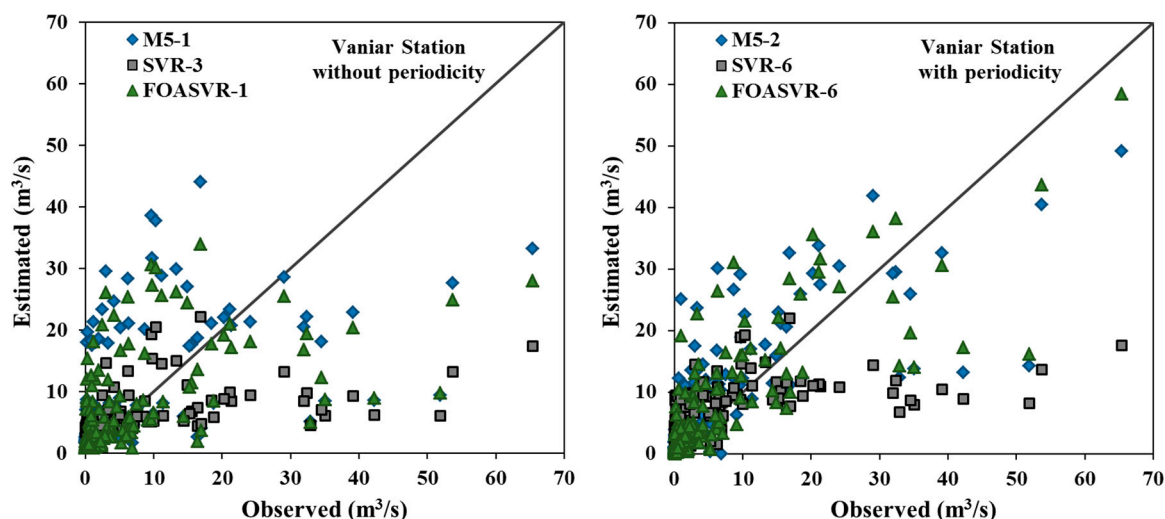 70
60
50
40
30
20
10
0
Estimated (m³/s)
M5-1
SVR-3
FOASVR-1
Vaniar Station
without periodicity
0 10 20 30 40 50 60 70
Observed (m³/s)
70
60
50
40
30
20
10
0
Estimated (m³/s)
M5-2
SVR-6
FOASVR-6
Vaniar Station
with periodicity
0 10 20 30 40 50 60 70
Observed (m³/s)